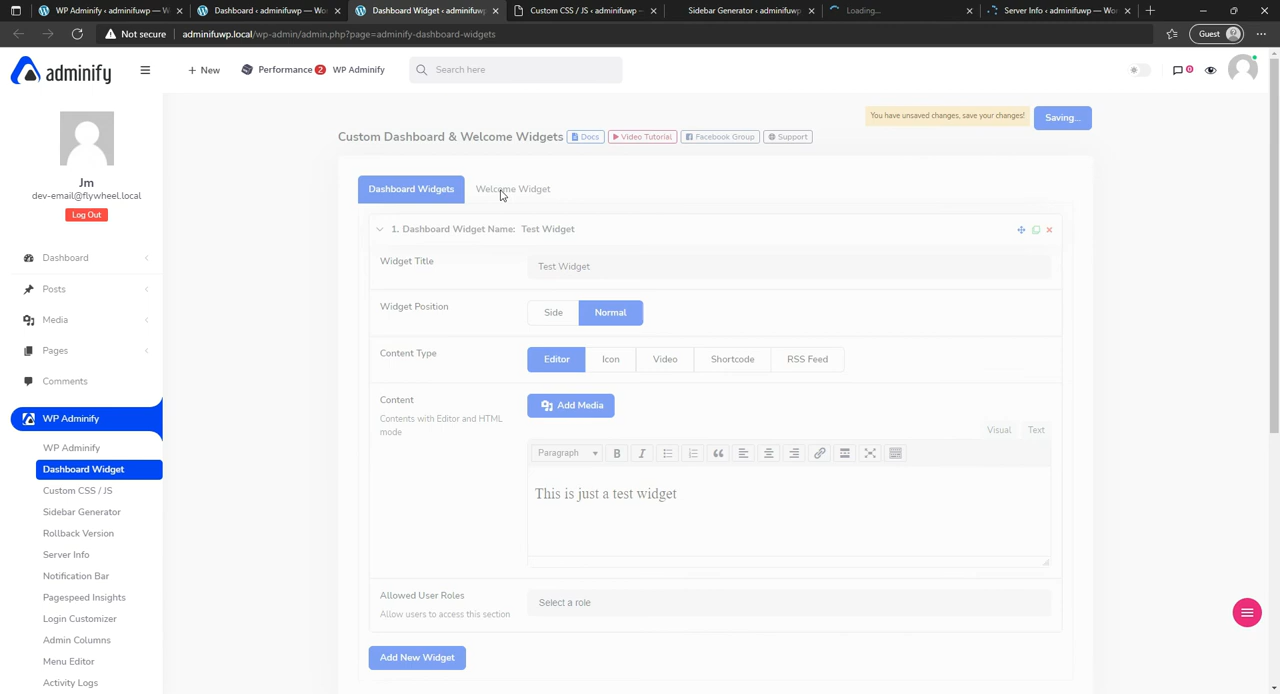 WP Adminify ‹ adminifuwp — W
Dashboard ‹ adminifuwp — Wor
Dashboard Widget ‹ adminifuwp
Custom CSS / JS ‹ adminifuwp —
Sidebar Generator ‹ adminifuwp —
Loading...
Server Info ‹ adminifuwp — Wor
Not secure
adminifuwp.local/wp-admin/admin.php?page=adminify-dashboard-widgets
Guest
adminify
New
Performance 2
WP Adminify
Search here
0
Jm
dev-email@flywheel.local
Log Out
Dashboard
Posts
Media
Pages
Comments
WP Adminify
WP Adminify
Dashboard Widget
Custom CSS / JS
Sidebar Generator
Rollback Version
Server Info
Notification Bar
Pagespeed Insights
Login Customizer
Admin Columns
Menu Editor
Activity Logs
You have unsaved changes, save your changes!
Saving...
Custom Dashboard & Welcome Widgets
Docs
Video Tutorial
Facebook Group
Support
Dashboard Widgets
Welcome Widget
1. Dashboard Widget Name: Test Widget
Widget Title
Test Widget
Widget Position
Side
Normal
Content Type
Editor
Icon
Video
Shortcode
RSS Feed
Content
Contents with Editor and HTML
mode
Add Media
Visual
Text
Paragraph
B
I
This is just a test widget
Allowed User Roles
Allow users to access this section
Select a role
Add New Widget